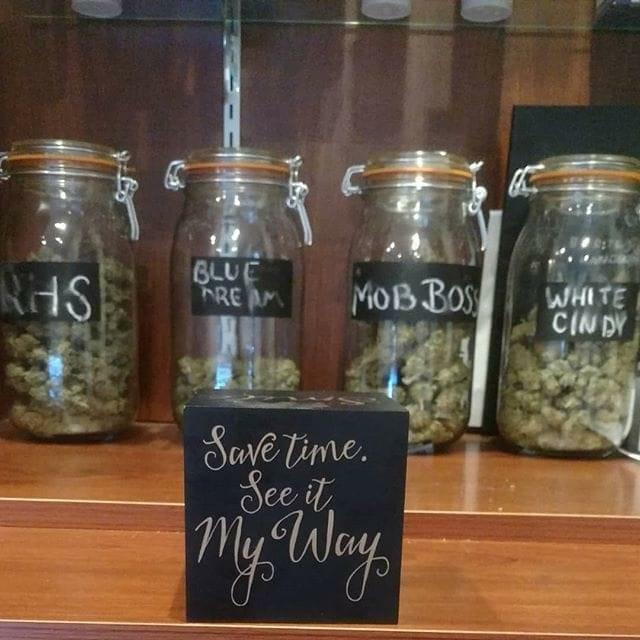 RHS
BLUE
DREAM
MOB BOSS
WHITE
CINDY
Save time.
See it
My Way